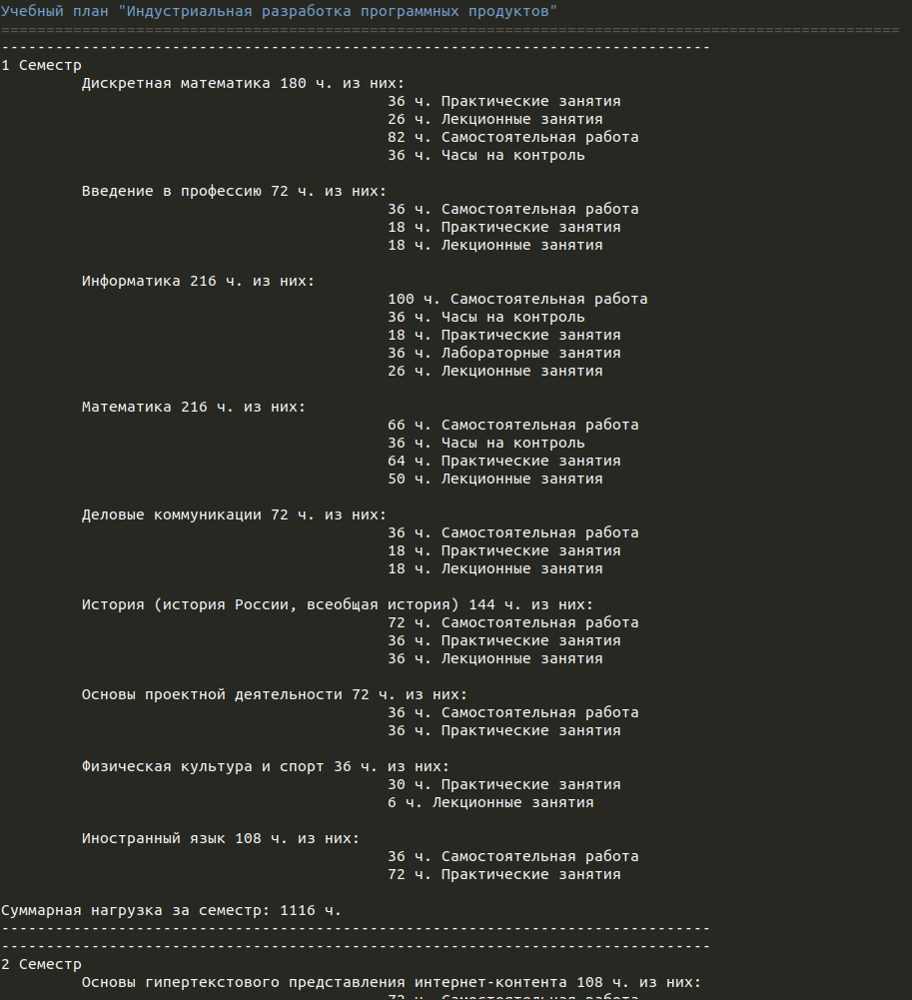 Учебный план "Индустриальная разработка программных продуктов"
====================================================================================================
-------------------------------------------------------------------------------
1 Семестр
Дискретная математика 180 ч. из них:
36 ч. Практические занятия
26 ч. Лекционные занятия
82 ч. Самостоятельная работа
36 ч. Часы на контроль
Введение в профессию 72 ч. из них:
36 ч. Самостоятельная работа
18 ч. Практические занятия
18 ч. Лекционные занятия
Информатика 216 ч. из них:
100 ч. Самостоятельная работа
36 ч. Часы на контроль
18 ч. Практические занятия
36 ч. Лабораторные занятия
26 ч. Лекционные занятия
Математика 216 ч. из них:
66 ч. Самостоятельная работа
36 ч. Часы на контроль
64 ч. Практические занятия
50 ч. Лекционные занятия
Деловые коммуникации 72 ч. из них:
36 ч. Самостоятельная работа
18 ч. Практические занятия
18 ч. Лекционные занятия
История (история России, всеобщая история) 144 ч. из них:
72 ч. Самостоятельная работа
36 ч. Практические занятия
36 ч. Лекционные занятия
Основы проектной деятельности 72 ч. из них:
36 ч. Самостоятельная работа
36 ч. Практические занятия
Физическая культура и спорт 36 ч. из них:
30 ч. Практические занятия
6 ч. Лекционные занятия
Иностранный язык 108 ч. из них:
36 ч. Самостоятельная работа
72 ч. Практические занятия
Суммарная нагрузка за семестр: 1116 ч.
-------------------------------------------------------------------------------
-------------------------------------------------------------------------------
2 Семестр
Основы гипертекстового представления интернет-контента 108 ч. из них:
72 ч. Самостоятельная работа